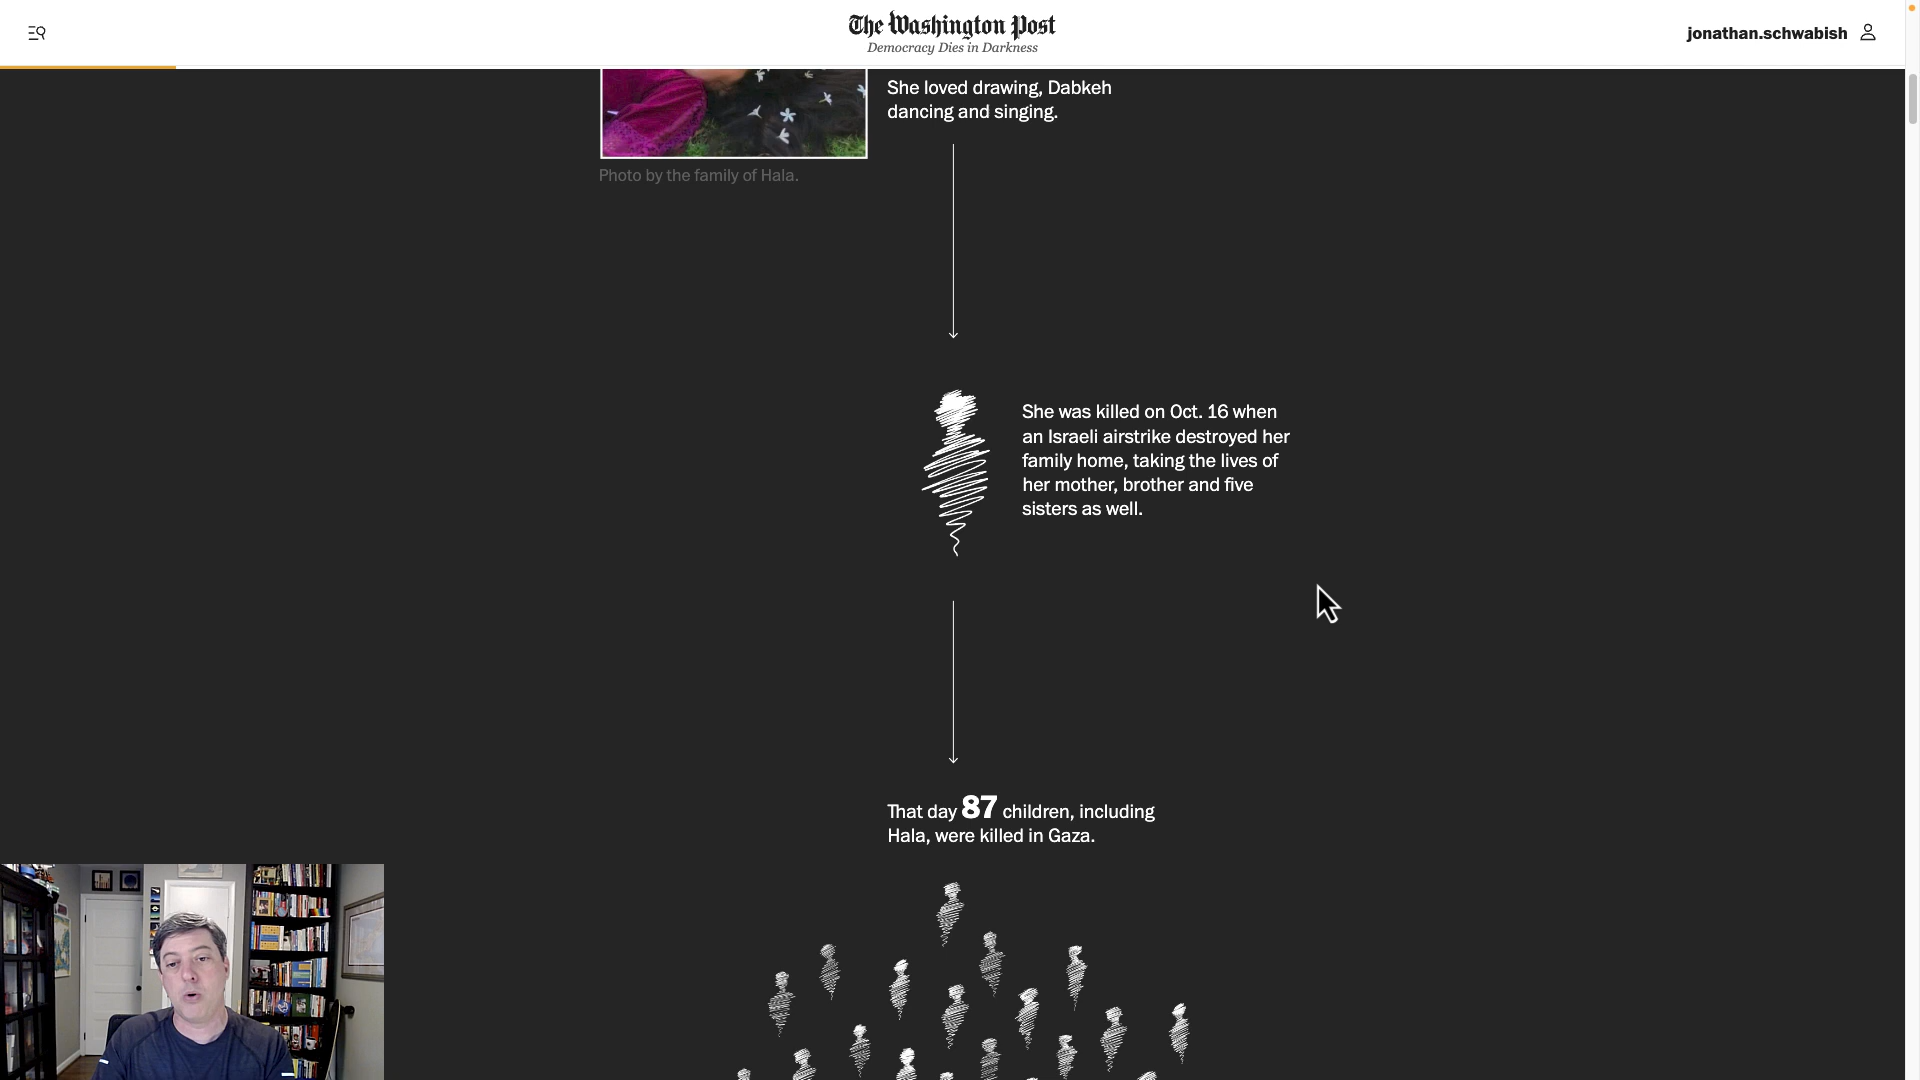 The Washington Post
Democracy Dies in Darkness
jonathan.schwabish
She loved drawing, Dabkeh
dancing and singing.
Photo by the family of Hala.
She was killed on Oct. 16 when
an Israeli airstrike destroyed her
family home, taking the lives of
her mother, brother and five
sisters as well.
That day 87 children, including
Hala, were killed in Gaza.